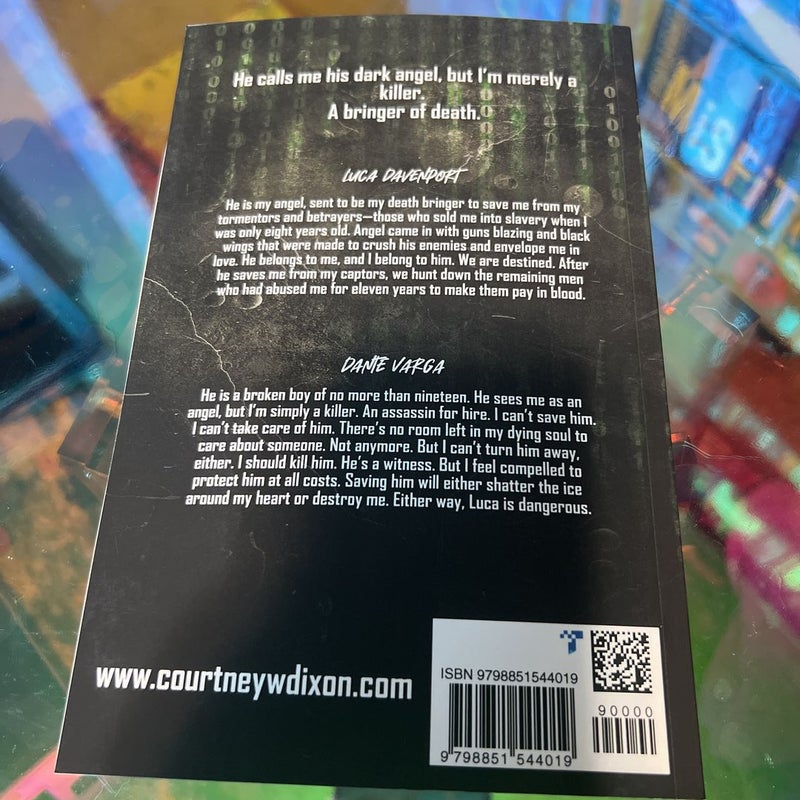 He calls me his dark angel, but I'm merely a
killer.
A bringer of death.
LUCA DAVENPORT
He is my angel, sent to be my death bringer to save me from my
tormentors and betrayers—those who sold me into slavery when I
was only eight years old. Angel came in with guns blazing and black
wings that were made to crush his enemies and envelope me in
love. He belongs to me, and I belong to him. We are destined. After
he saves me from my captors, we hunt down the remaining men
who had abused me for eleven years to make them pay in blood.
DANTE VARGA
He is a broken boy of no more than nineteen. He sees me as an
angel, but I'm simply a killer. An assassin for hire. I can't save him.
I can't take care of him. There's no room left in my dying soul to
care about someone. Not anymore. But I can't turn him away,
either. I should kill him. He's a witness. But I feel compelled to
protect him at all costs. Saving him will either shatter the ice
around my heart or destroy me. Either way, Luca is dangerous.
www.courtneywdixon.com
ISBN 9798851544019
90000
9 798851 544019
MiSFiT